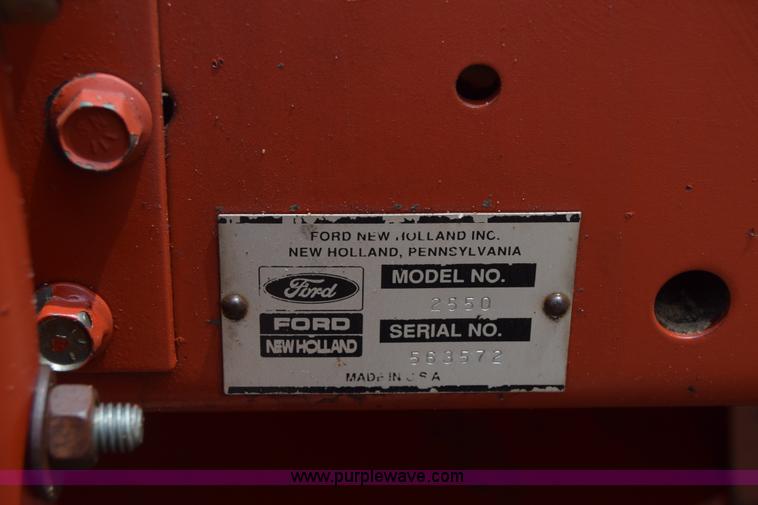 FORD NEW HOLLAND INC.
NEW HOLLAND, PENNSYLVANIA
Ford
FORD
NEW HOLLAND
MODEL NO.
2550
SERIAL NO.
563572
MADE IN U S A
www.purplewave.com